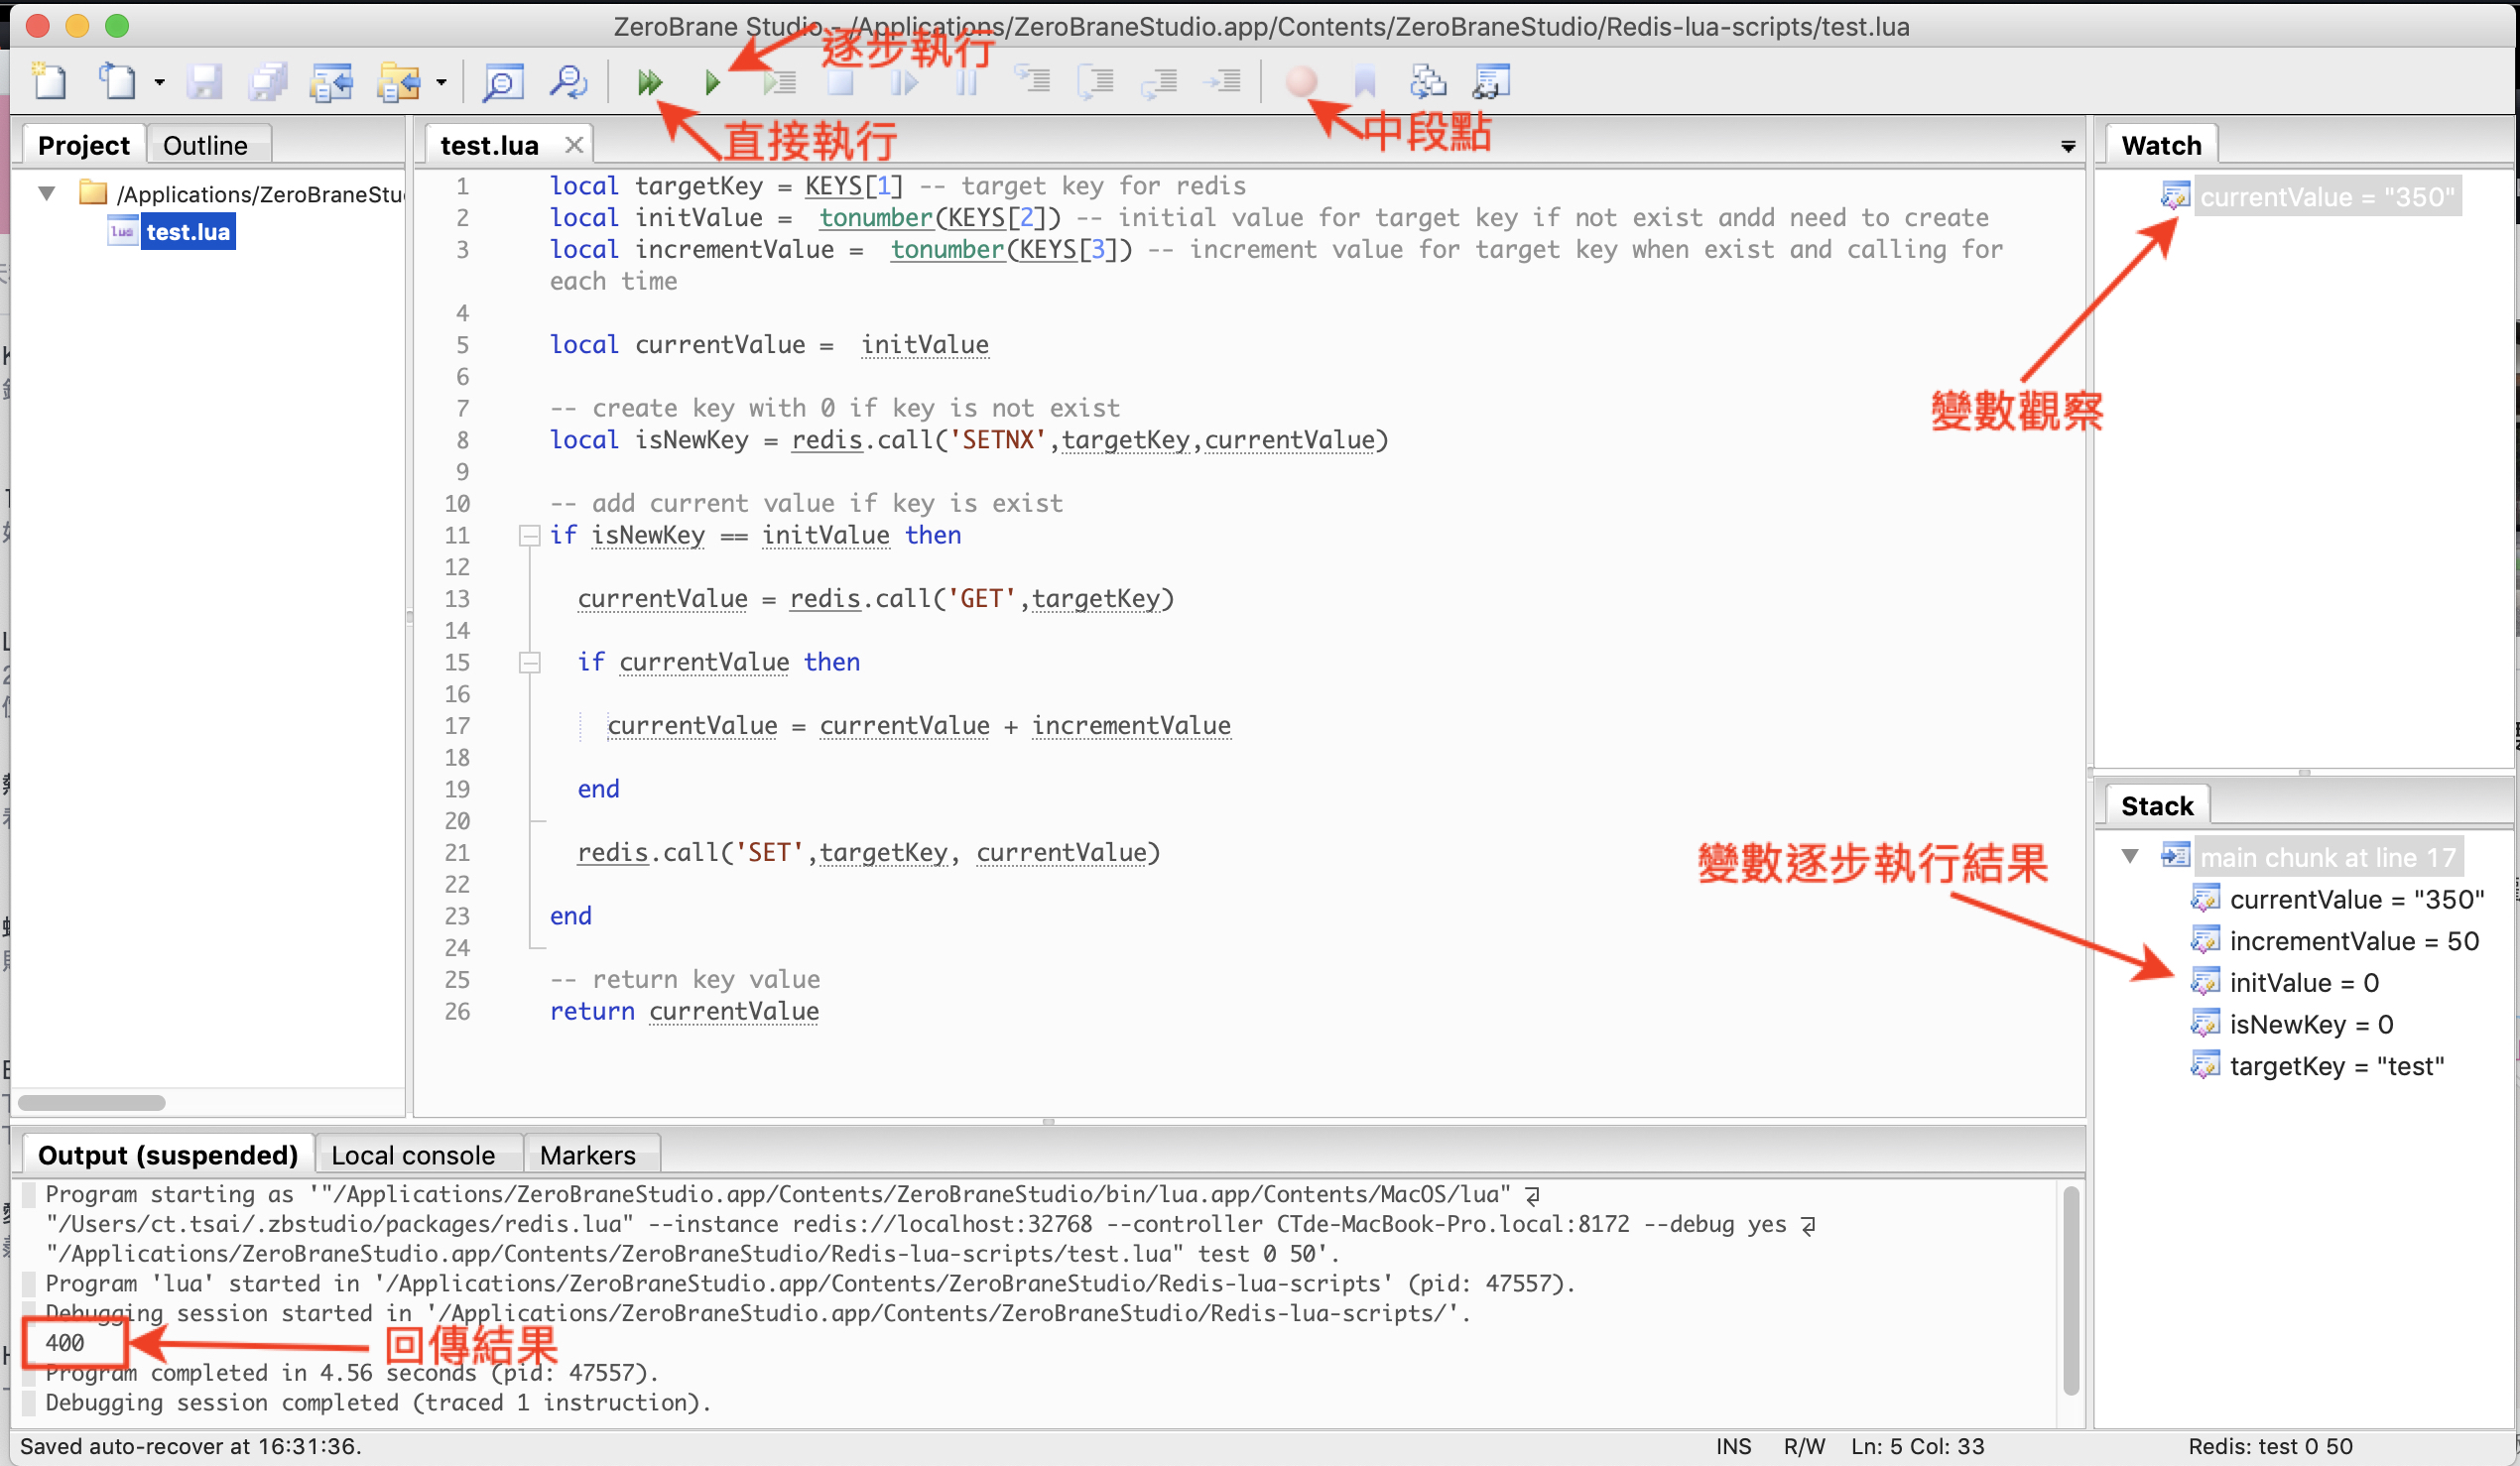 ZeroBrane Studio - /Applications/ZeroBraneStudio.app/Contents/ZeroBraneStudio/Redis-lua-scripts/test.lua
逐步執行
直接執行
中段點
Project
Outline
/Applications/ZeroBraneStu
lua
test.lua
test.lua
1 local targetKey = KEYS[1] -- target key for redis
2 local initValue =  tonumber(KEYS[2]) -- initial value for target key if not exist andd need to create
3 local incrementValue =  tonumber(KEYS[3]) -- increment value for target key when exist and calling for
each time
4
5 local currentValue =  initValue
6
7 -- create key with 0 if key is not exist
8 local isNewKey = redis.call('SETNX',targetKey,currentValue)
9
10 -- add current value if key is exist
11 if isNewKey == initValue then
12
13   currentValue = redis.call('GET',targetKey)
14
15   if currentValue then
16
17     currentValue = currentValue + incrementValue
18
19   end
20
21   redis.call('SET',targetKey, currentValue)
22
23 end
24
25 -- return key value
26 return currentValue
Watch
currentValue = "350"
變數觀察
Stack
main chunk at line 17
currentValue = "350"
incrementValue = 50
initValue = 0
isNewKey = 0
targetKey = "test"
變數逐步執行結果
Output (suspended)
Local console
Markers
Program starting as '"/Applications/ZeroBraneStudio.app/Contents/ZeroBraneStudio/bin/lua.app/Contents/MacOS/lua"
"/Users/ct.tsai/.zbstudio/packages/redis.lua" --instance redis://localhost:32768 --controller CTde-MacBook-Pro.local:8172 --debug yes
"/Applications/ZeroBraneStudio.app/Contents/ZeroBraneStudio/Redis-lua-scripts/test.lua" test 0 50'.
Program 'lua' started in '/Applications/ZeroBraneStudio.app/Contents/ZeroBraneStudio/Redis-lua-scripts' (pid: 47557).
Debugging session started in '/Applications/ZeroBraneStudio.app/Contents/ZeroBraneStudio/Redis-lua-scripts/'.
400
回傳結果
Program completed in 4.56 seconds (pid: 47557).
Debugging session completed (traced 1 instruction).
Saved auto-recover at 16:31:36.
INS
R/W
Ln: 5 Col: 33
Redis: test 0 50